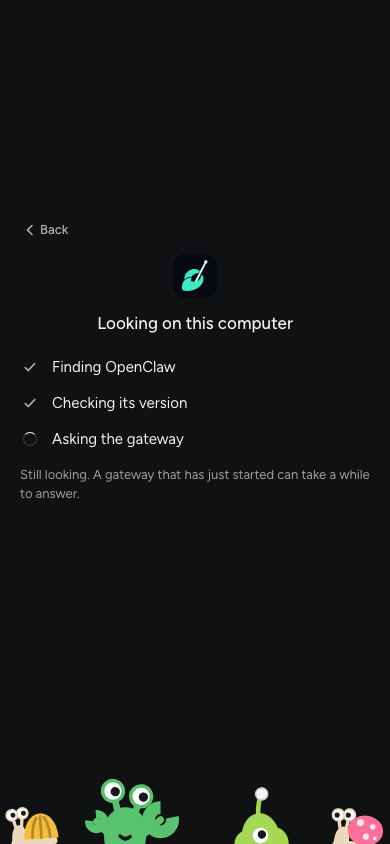 Back
Looking on this computer
Finding OpenClaw
Checking its version
Asking the gateway
Still looking. A gateway that has just started can take a while
to answer.